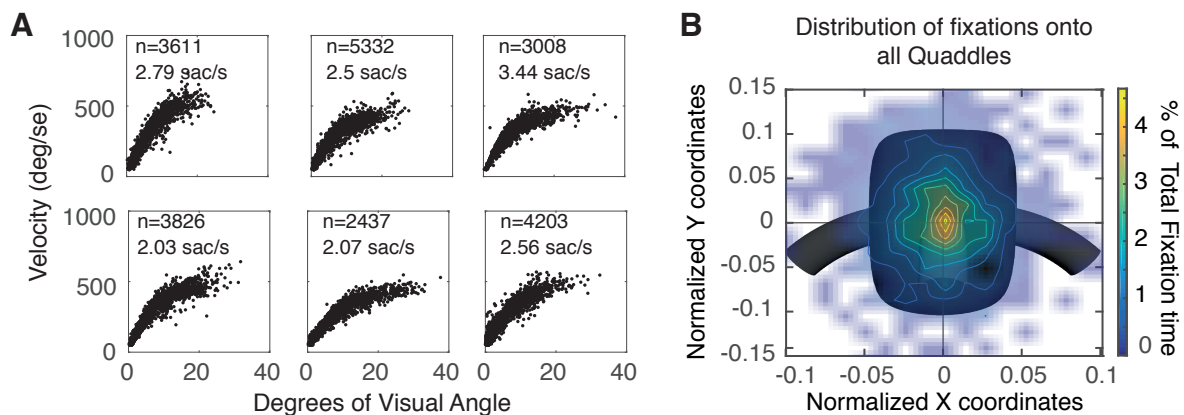 A
Velocity (deg/se)
1000
500
0
n=3611
2.79 sac/s
n=5332
2.5 sac/s
n=3008
3.44 sac/s
1000
500
0
n=3826
2.03 sac/s
n=2437
2.07 sac/s
n=4203
2.56 sac/s
0 20 40 0 20 40 0 20 40
Degrees of Visual Angle
B
Distribution of fixations onto
all Quaddles
Normalized Y coordinates
0.15
0.1
0.05
0
-0.05
-0.1
-0.15
-0.1 -0.05 0 0.05 0.1
Normalized X coordinates
4
3
2
1
0
% of Total Fixation time